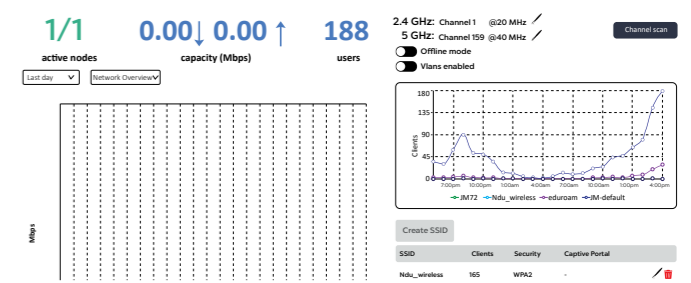 1/1
active nodes
0.00↓ 0.00 ↑
capacity (Mbps)
188
users
Last day
Network Overview
Mbps
2.4 GHz: Channel 1 @20 MHz
5 GHz: Channel 159 @40 MHz
Channel scan
Offline mode
Vlans enabled
Clients
180
135
90
45
0
7:00pm 10:00pm 1:00am 4:00am 7:00am 10:00am 1:00pm 4:00pm
JM72 Ndu_wireless eduroam JM-default
Create SSID
SSID Clients Security Captive Portal
Ndu_wireless 165 WPA2 -